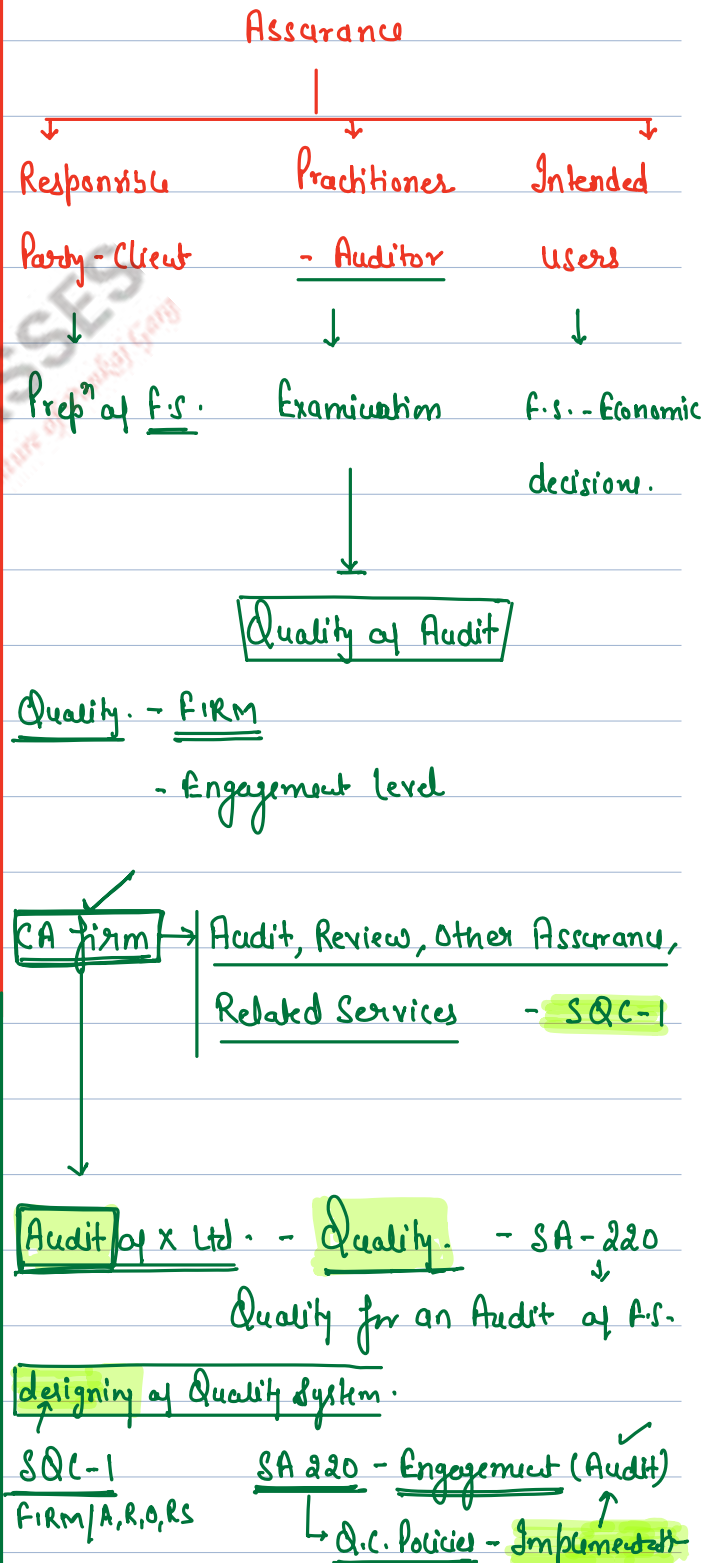 Assurance
Responsible Practitioner Intended
Party - Client - Auditor users
Prepⁿ of F.S. Examination F.S. - Economic
decisions.
Quality of Audit
Quality. - FIRM
- Engagement level
CA firm Audit, Review, Other Assurance,
Related Services - SQC-1
Audit of X Ltd. - Quality. - SA-220
Quality for an Audit of F.S.
designing of Quality System.
SQC-1 SA 220 - Engagement (Audit)
FIRM/A,R,O,RS Q.C. Policies -